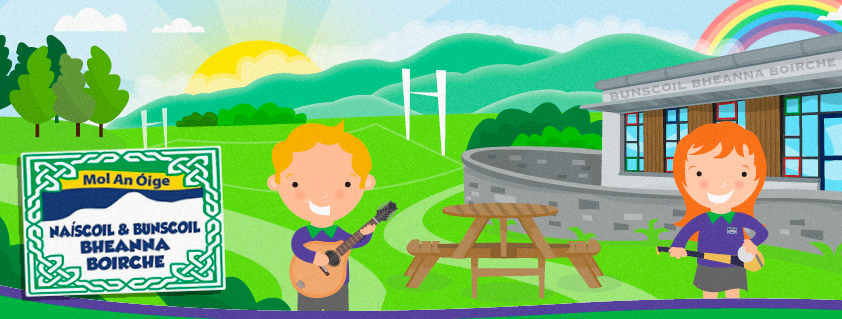 BUNSCOIL BHEANNA BOIRCHE
Mol An Óige
NAÍSCOIL & BUNSCOIL
BHEANNA
BOIRCHE